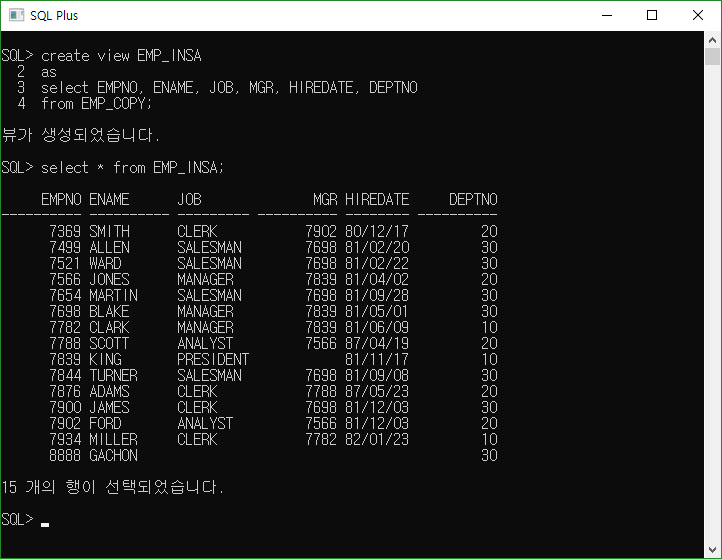 SQL Plus
SQL> create view EMP_INSA
  2  as
  3  select EMPNO, ENAME, JOB, MGR, HIREDATE, DEPTNO
  4  from EMP_COPY;
뷰가 생성되었습니다.
SQL> select * from EMP_INSA;
     EMPNO ENAME      JOB              MGR HIREDATE     DEPTNO
---------- ---------- --------- ---------- -------- ----------
      7369 SMITH      CLERK           7902 80/12/17         20
      7499 ALLEN      SALESMAN        7698 81/02/20         30
      7521 WARD       SALESMAN        7698 81/02/22         30
      7566 JONES      MANAGER         7839 81/04/02         20
      7654 MARTIN     SALESMAN        7698 81/09/28         30
      7698 BLAKE      MANAGER         7839 81/05/01         30
      7782 CLARK      MANAGER         7839 81/06/09         10
      7788 SCOTT      ANALYST         7566 87/04/19         20
      7839 KING       PRESIDENT            81/11/17         10
      7844 TURNER     SALESMAN        7698 81/09/08         30
      7876 ADAMS      CLERK           7788 87/05/23         20
      7900 JAMES      CLERK           7698 81/12/03         30
      7902 FORD       ANALYST         7566 81/12/03         20
      7934 MILLER     CLERK           7782 82/01/23         10
      8888 GACHON                                           30
15 개의 행이 선택되었습니다.
SQL>